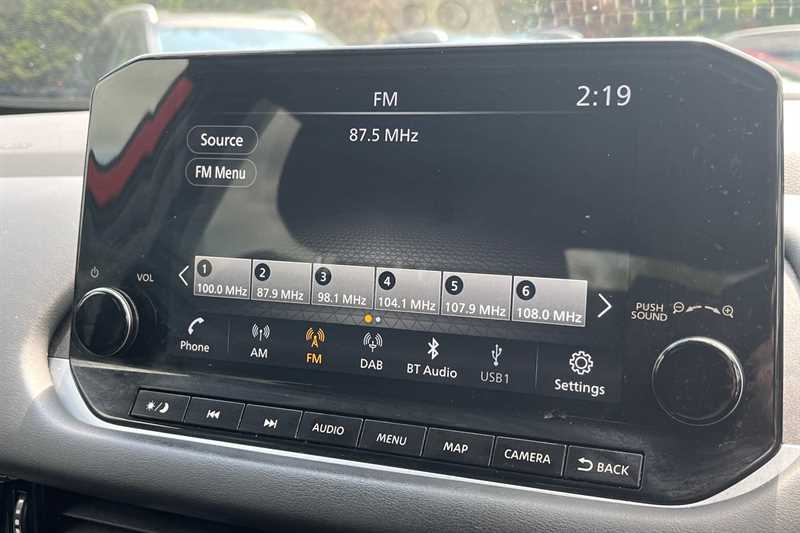 FM 2:19
87.5 MHz
Source
FM Menu
1 2 3 4 5 6
100.0 MHz 87.9 MHz 98.1 MHz 104.1 MHz 107.9 MHz 108.0 MHz
VOL
PUSH
SOUND
Phone AM FM DAB BT Audio USB1 Settings
AUDIO MENU MAP CAMERA BACK